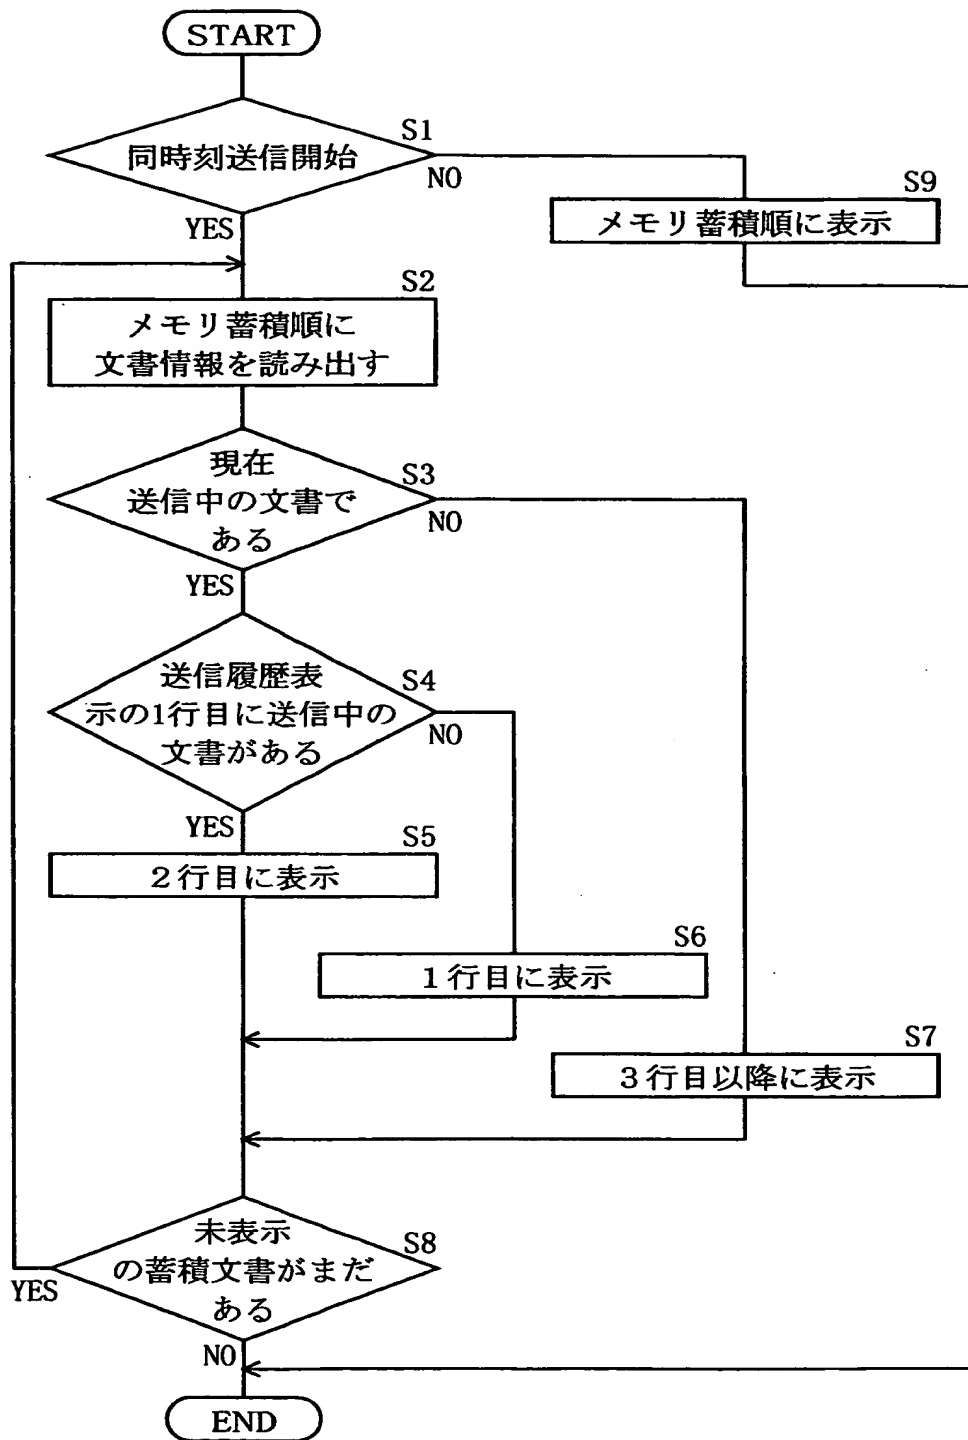 START
S1
同時刻送信開始
NO
YES
S9
メモリ蓄積順に表示
S2
メモリ蓄積順に
文書情報を読み出す
現在
送信中の文書で
ある
S3
NO
YES
送信履歴表
示の1行目に送信中の
文書がある
S4
NO
YES
S5
2行目に表示
S6
1行目に表示
S7
3行目以降に表示
未表示
の蓄積文書がまだ
ある
S8
YES
NO
END